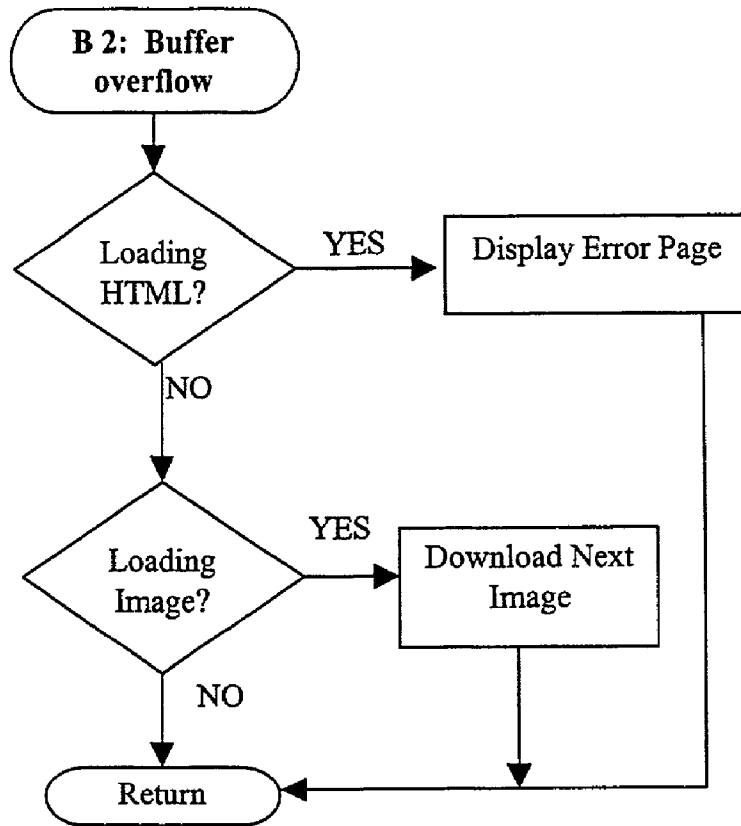 B 2: Buffer
overflow
Loading
HTML?
YES
Display Error Page
NO
Loading
Image?
YES
Download Next
Image
NO
Return